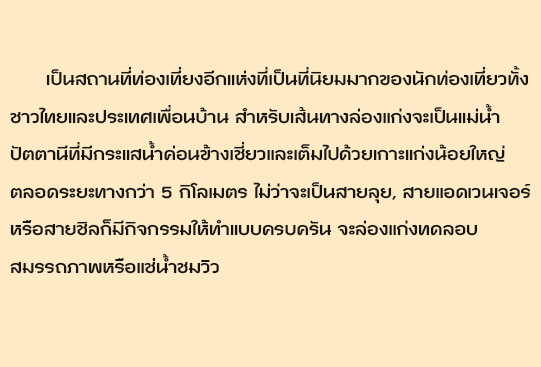 เป็นสถานที่ท่องเที่ยงอีกแห่งที่เป็นที่นิยมมากของนักท่องเที่ยวทั้ง
ชาวไทยและประเทศเพื่อนบ้าน สำหรับเส้นทางล่องแก่งจะเป็นแม่น้ำ
ปัตตานีที่มีกระแสน้ำค่อนข้างเชี่ยวและเต็มไปด้วยเกาะแก่งน้อยใหญ่
ตลอดระยะทางกว่า 5 กิโลเมตร ไม่ว่าจะเป็นสายลุย, สายแอดเวนเจอร์
หรือสายชิลก็มีกิจกรรมให้ทำแบบครบครัน จะล่องแก่งทดลอบ
สมรรถภาพหรือแช่น้ำชมวิว